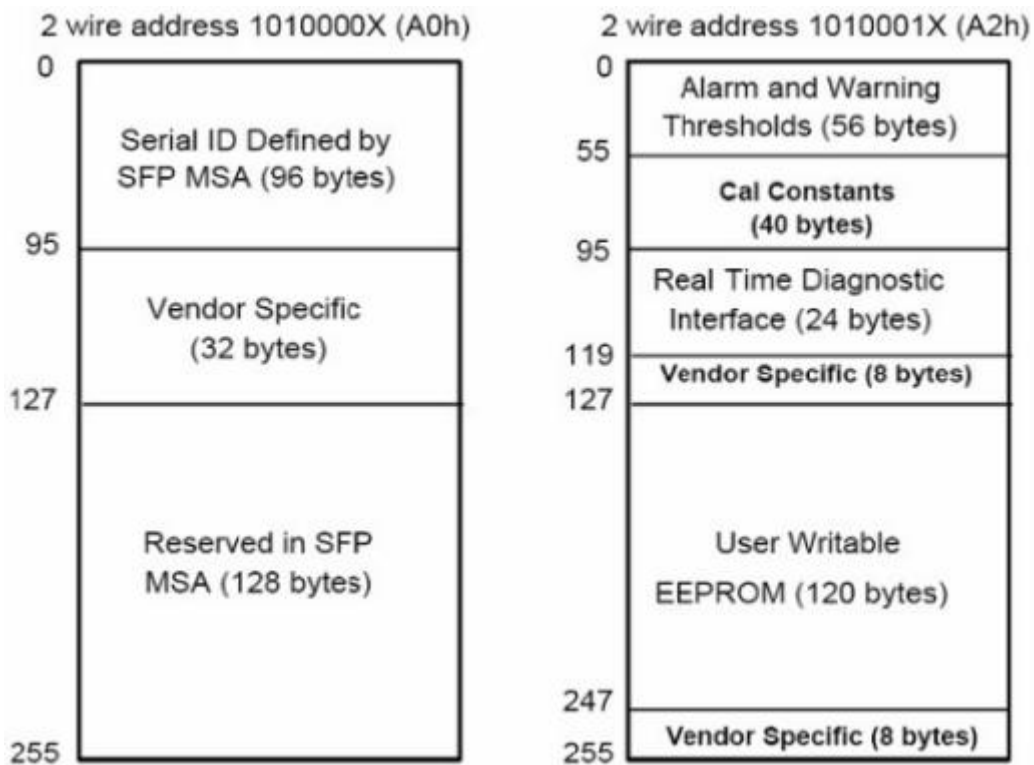 2 wire address 1010000X (A0h)
0
Serial ID Defined by
SFP MSA (96 bytes)
95
Vendor Specific
(32 bytes)
127
Reserved in SFP
MSA (128 bytes)
255
2 wire address 1010001X (A2h)
0
Alarm and Warning
Thresholds (56 bytes)
55
Cal Constants
(40 bytes)
95
Real Time Diagnostic
Interface (24 bytes)
119
Vendor Specific (8 bytes)
127
User Writable
EEPROM (120 bytes)
247
Vendor Specific (8 bytes)
255